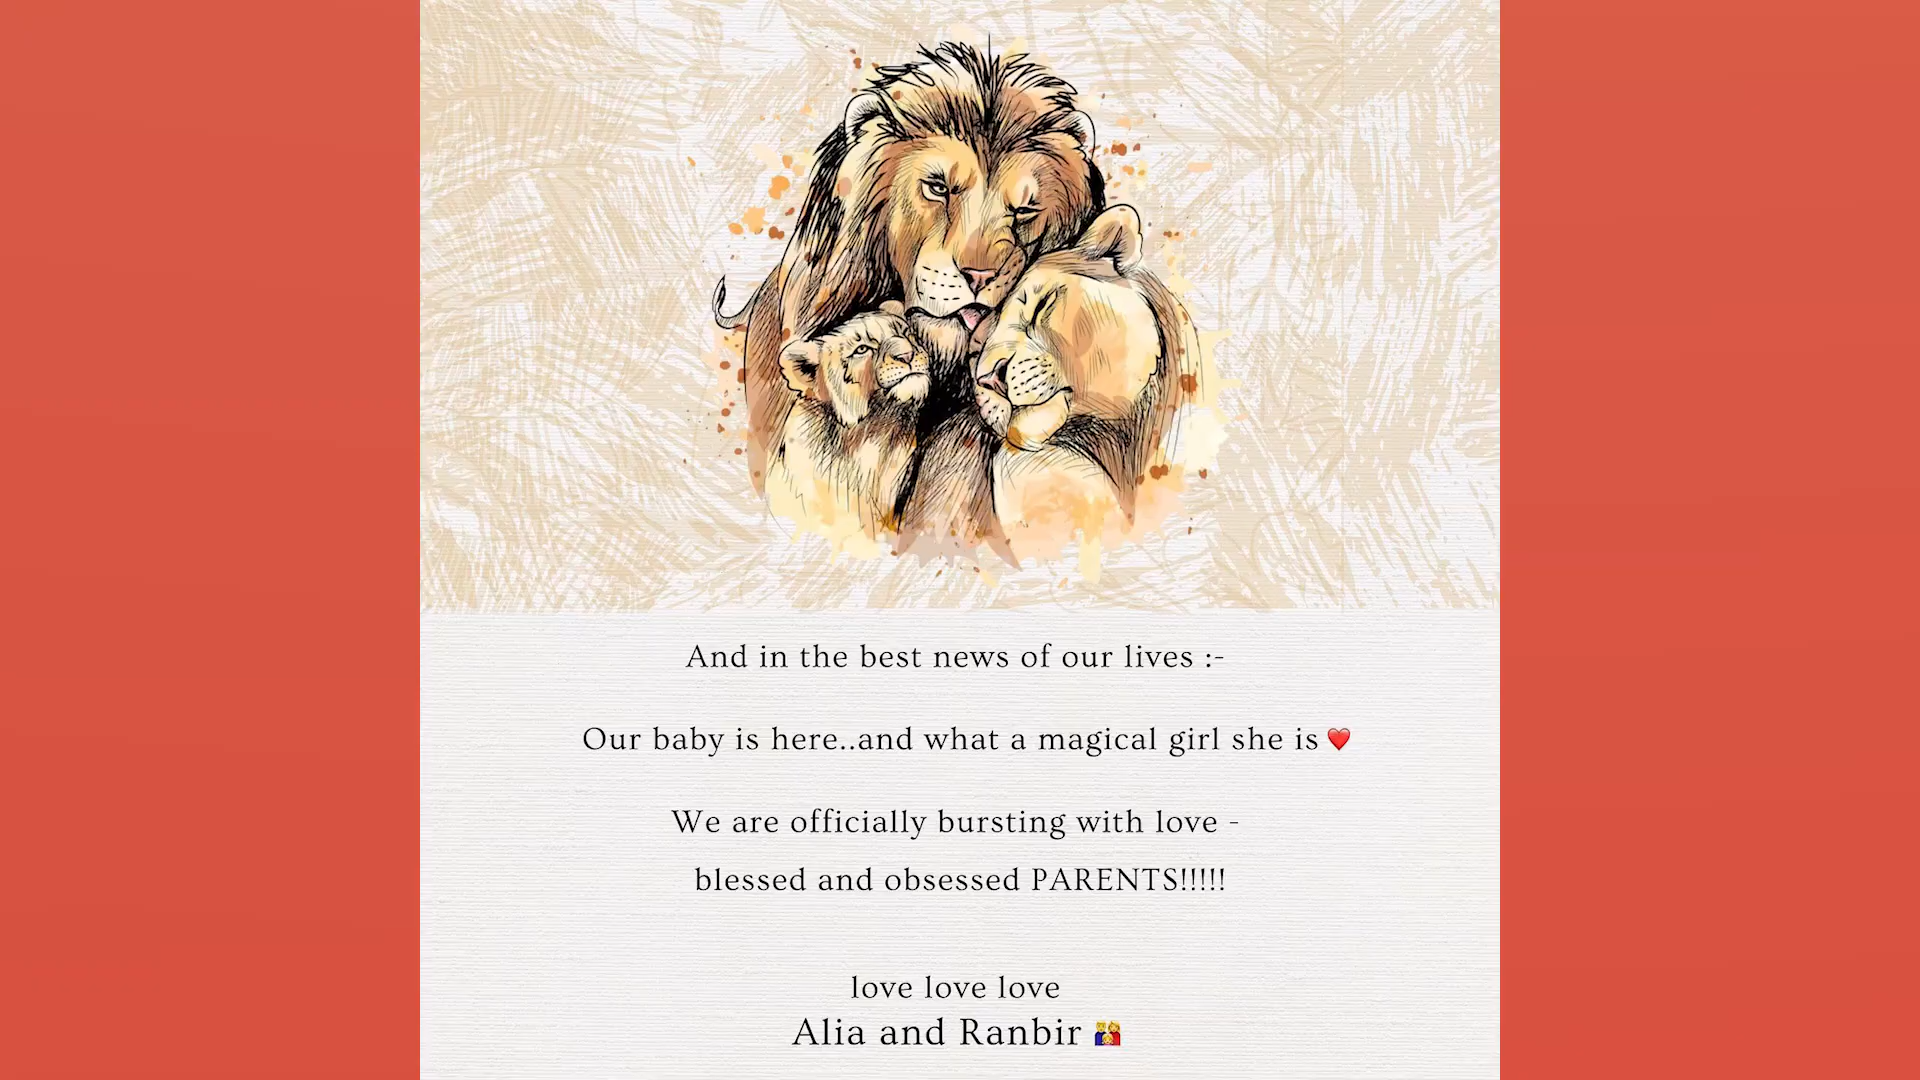 And in the best news of our lives :-
Our baby is here..and what a magical girl she is ❤️
We are officially bursting with love -
blessed and obsessed PARENTS!!!!!
love love love
Alia and Ranbir 👨‍👩‍👧